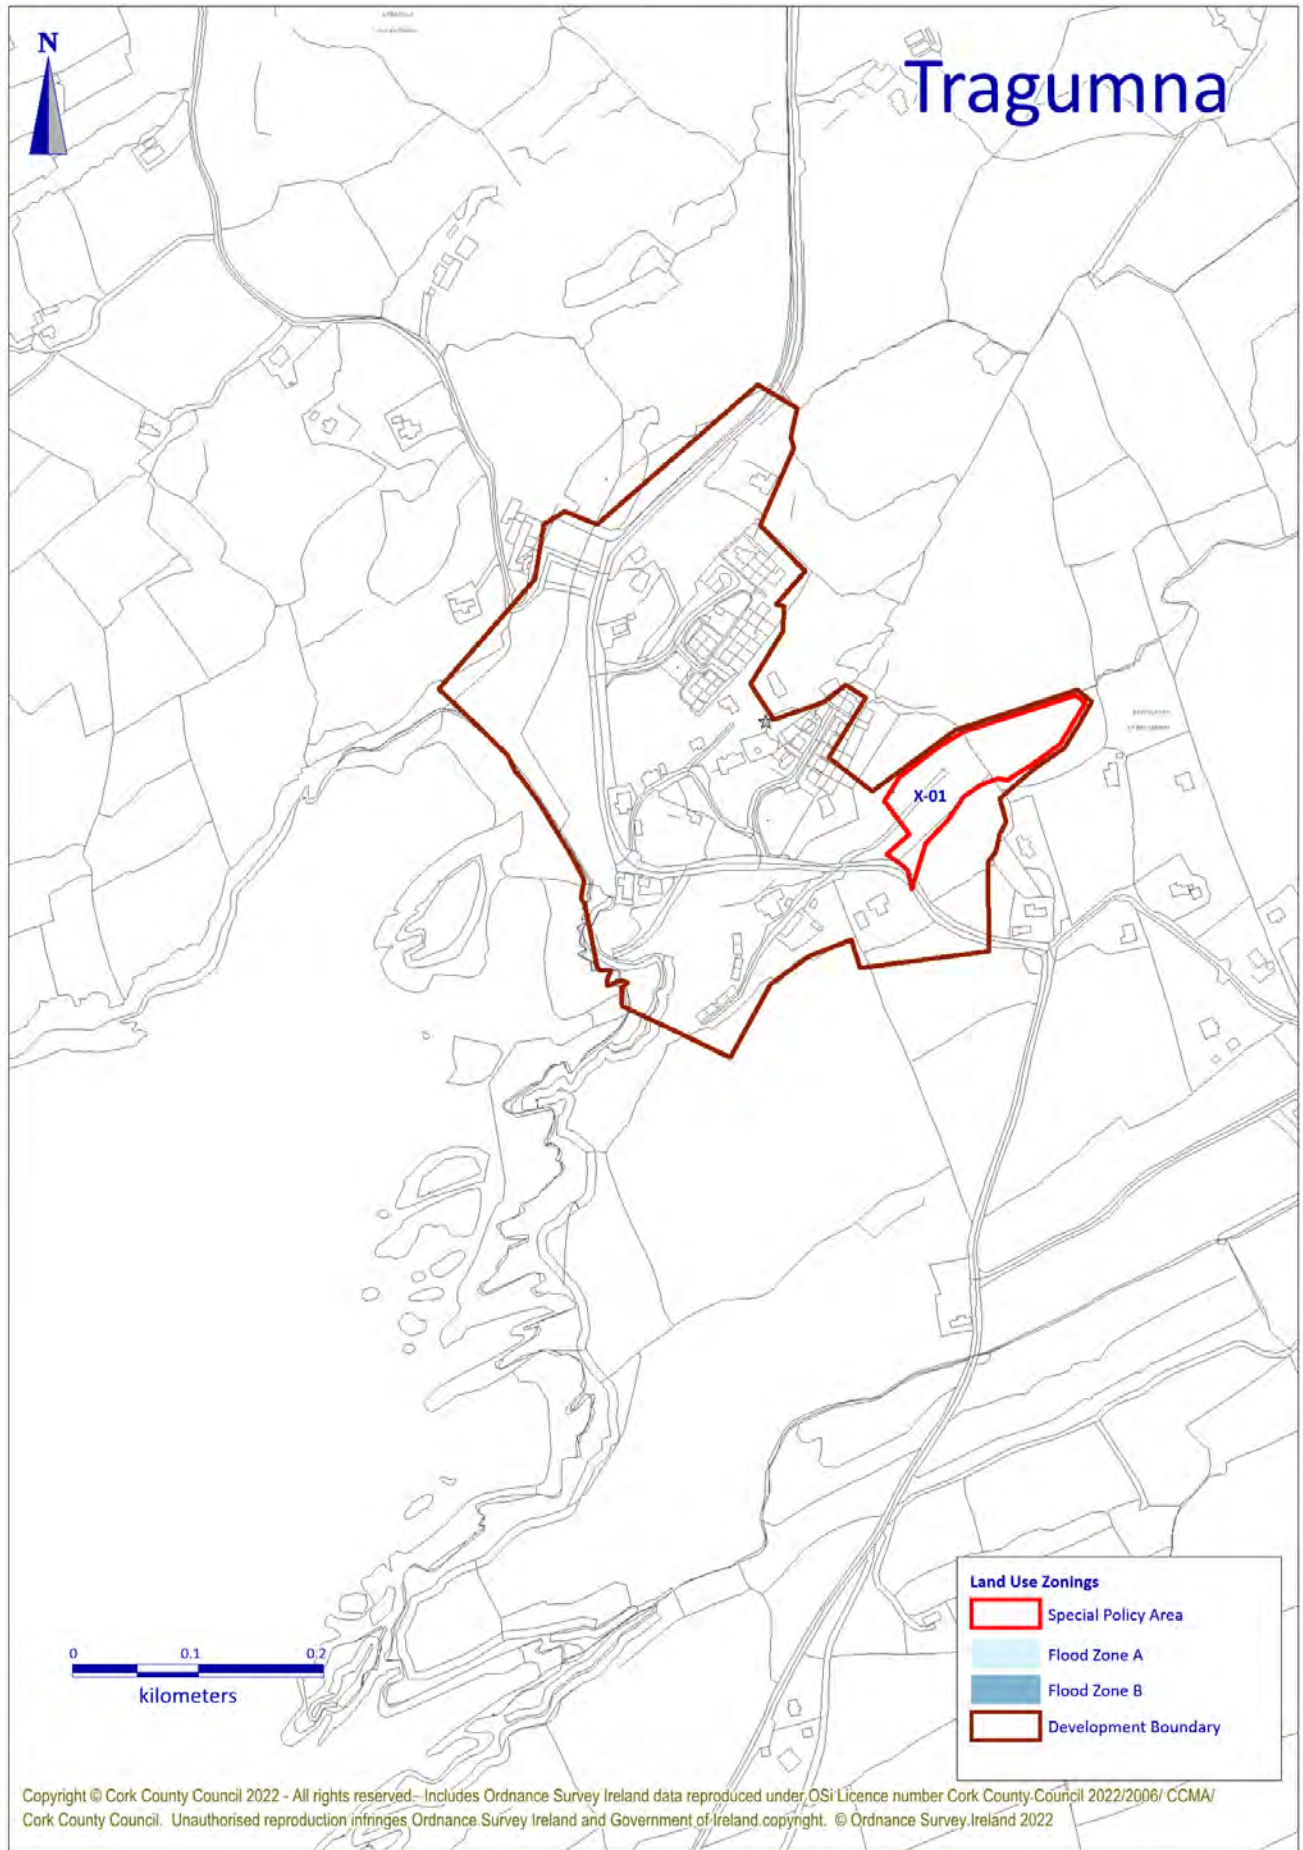 N
Tragumna
X-01
Land Use Zonings
Special Policy Area
Flood Zone A
Flood Zone B
Development Boundary
0 0.1 0.2
kilometers
Copyright © Cork County Council 2022 - All rights reserved - Includes Ordnance Survey Ireland data reproduced under OSi Licence number Cork County Council 2022/2006/ CCMA/
Cork County Council. Unauthorised reproduction infringes Ordnance Survey Ireland and Government of Ireland copyright. © Ordnance Survey Ireland 2022